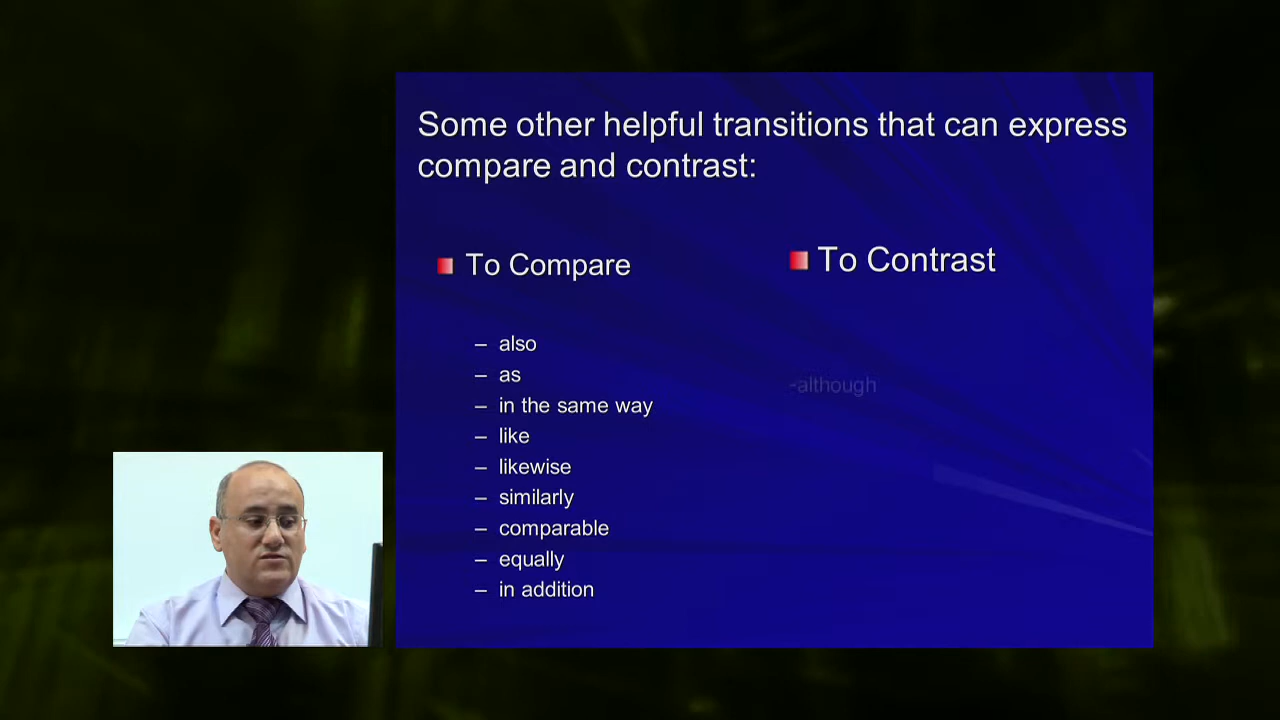 Some other helpful transitions that can express
compare and contrast:
To Compare
– also
– as
– in the same way
– like
– likewise
– similarly
– comparable
– equally
– in addition
To Contrast
-although